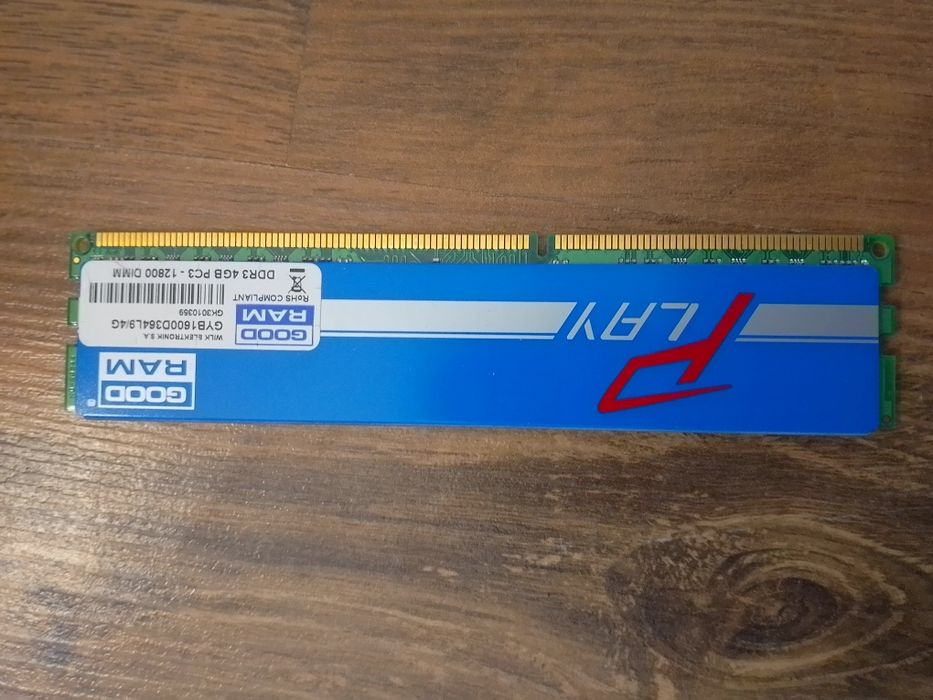 PLAY
GOOD
RAM
WILK ELEKTRONIK S.A.
GYB1600D364L9/4G
GK3010359
DDR3 4GB PC3 - 12800 DIMM
GOOD
RAM
RoHS COMPLIANT